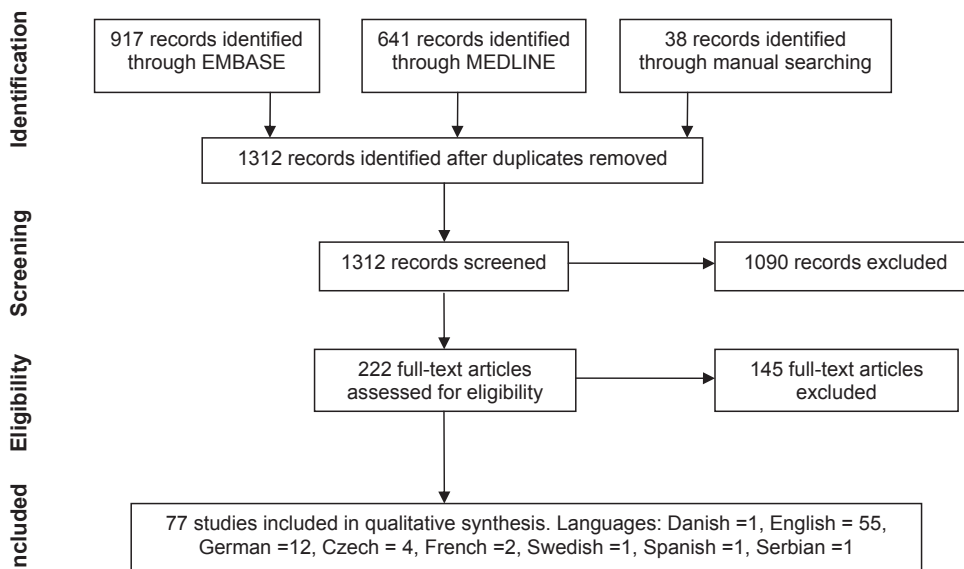 Identification
917 records identified
through EMBASE
641 records identified
through MEDLINE
38 records identified
through manual searching
1312 records identified after duplicates removed
Screening
1312 records screened
1090 records excluded
Eligibility
222 full-text articles
assessed for eligibility
145 full-text articles
excluded
ncluded
77 studies included in qualitative synthesis. Languages: Danish =1, English = 55,
German =12, Czech = 4, French =2, Swedish =1, Spanish =1, Serbian =1